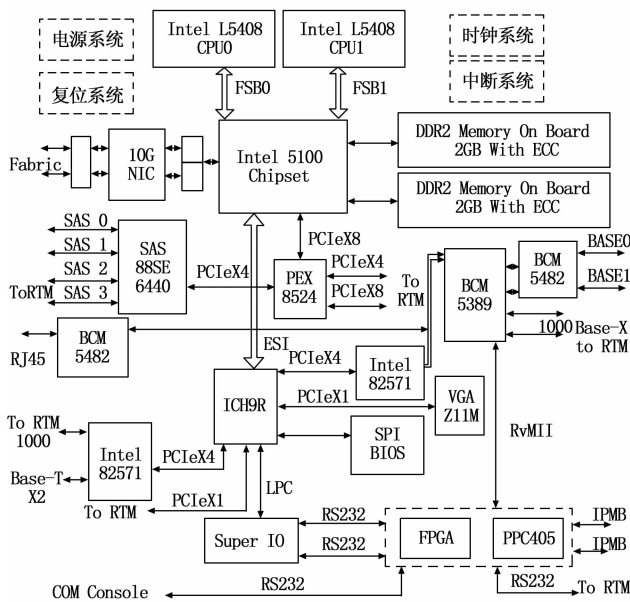 电源系统
Intel L5408
CPU0
Intel L5408
CPU1
时钟系统
复位系统
FSB0
FSB1
中断系统
Fabric
10G
NIC
Intel 5100
Chipset
DDR2 Memory On Board
2GB With ECC
DDR2 Memory On Board
2GB With ECC
SAS 0
SAS 1
SAS 2
SAS 3
ToRTM
SAS
88SE
6440
PCIeX4
PCIeX8
PEX
8524
PCIeX4
PCIeX8
To
RTM
BCM
5389
BCM
5482
BASE0
BASE1
1000 Base-X
to RTM
RJ45
BCM
5482
ESI
PCIeX4
Intel
82571
ICH9R
PCIeX1
VGA
Z11M
SPI
BIOS
RvMII
To RTM
1000
Base-T
X2
Intel
82571
PCIeX4
PCIeX1
To RTM
LPC
Super IO
RS232
RS232
FPGA
PPC405
IPMB
IPMB
COM Console
RS232
RS232
To RTM